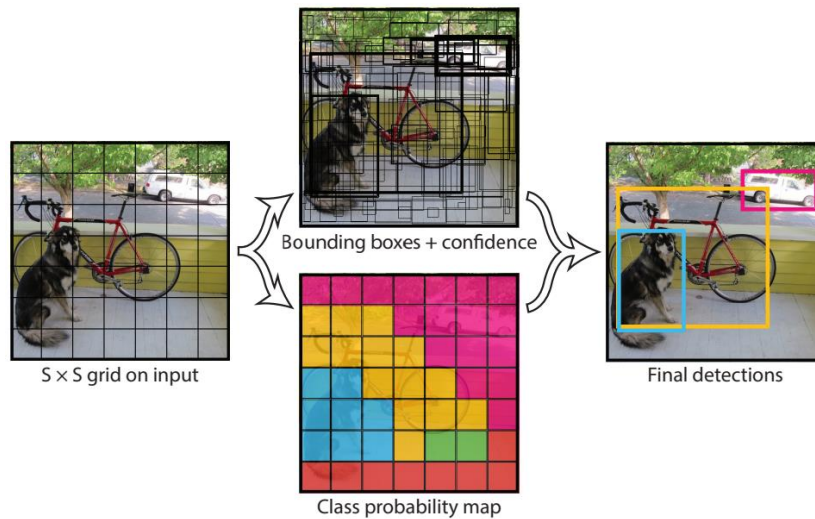 S × S grid on input
Bounding boxes + confidence
Class probability map
Final detections